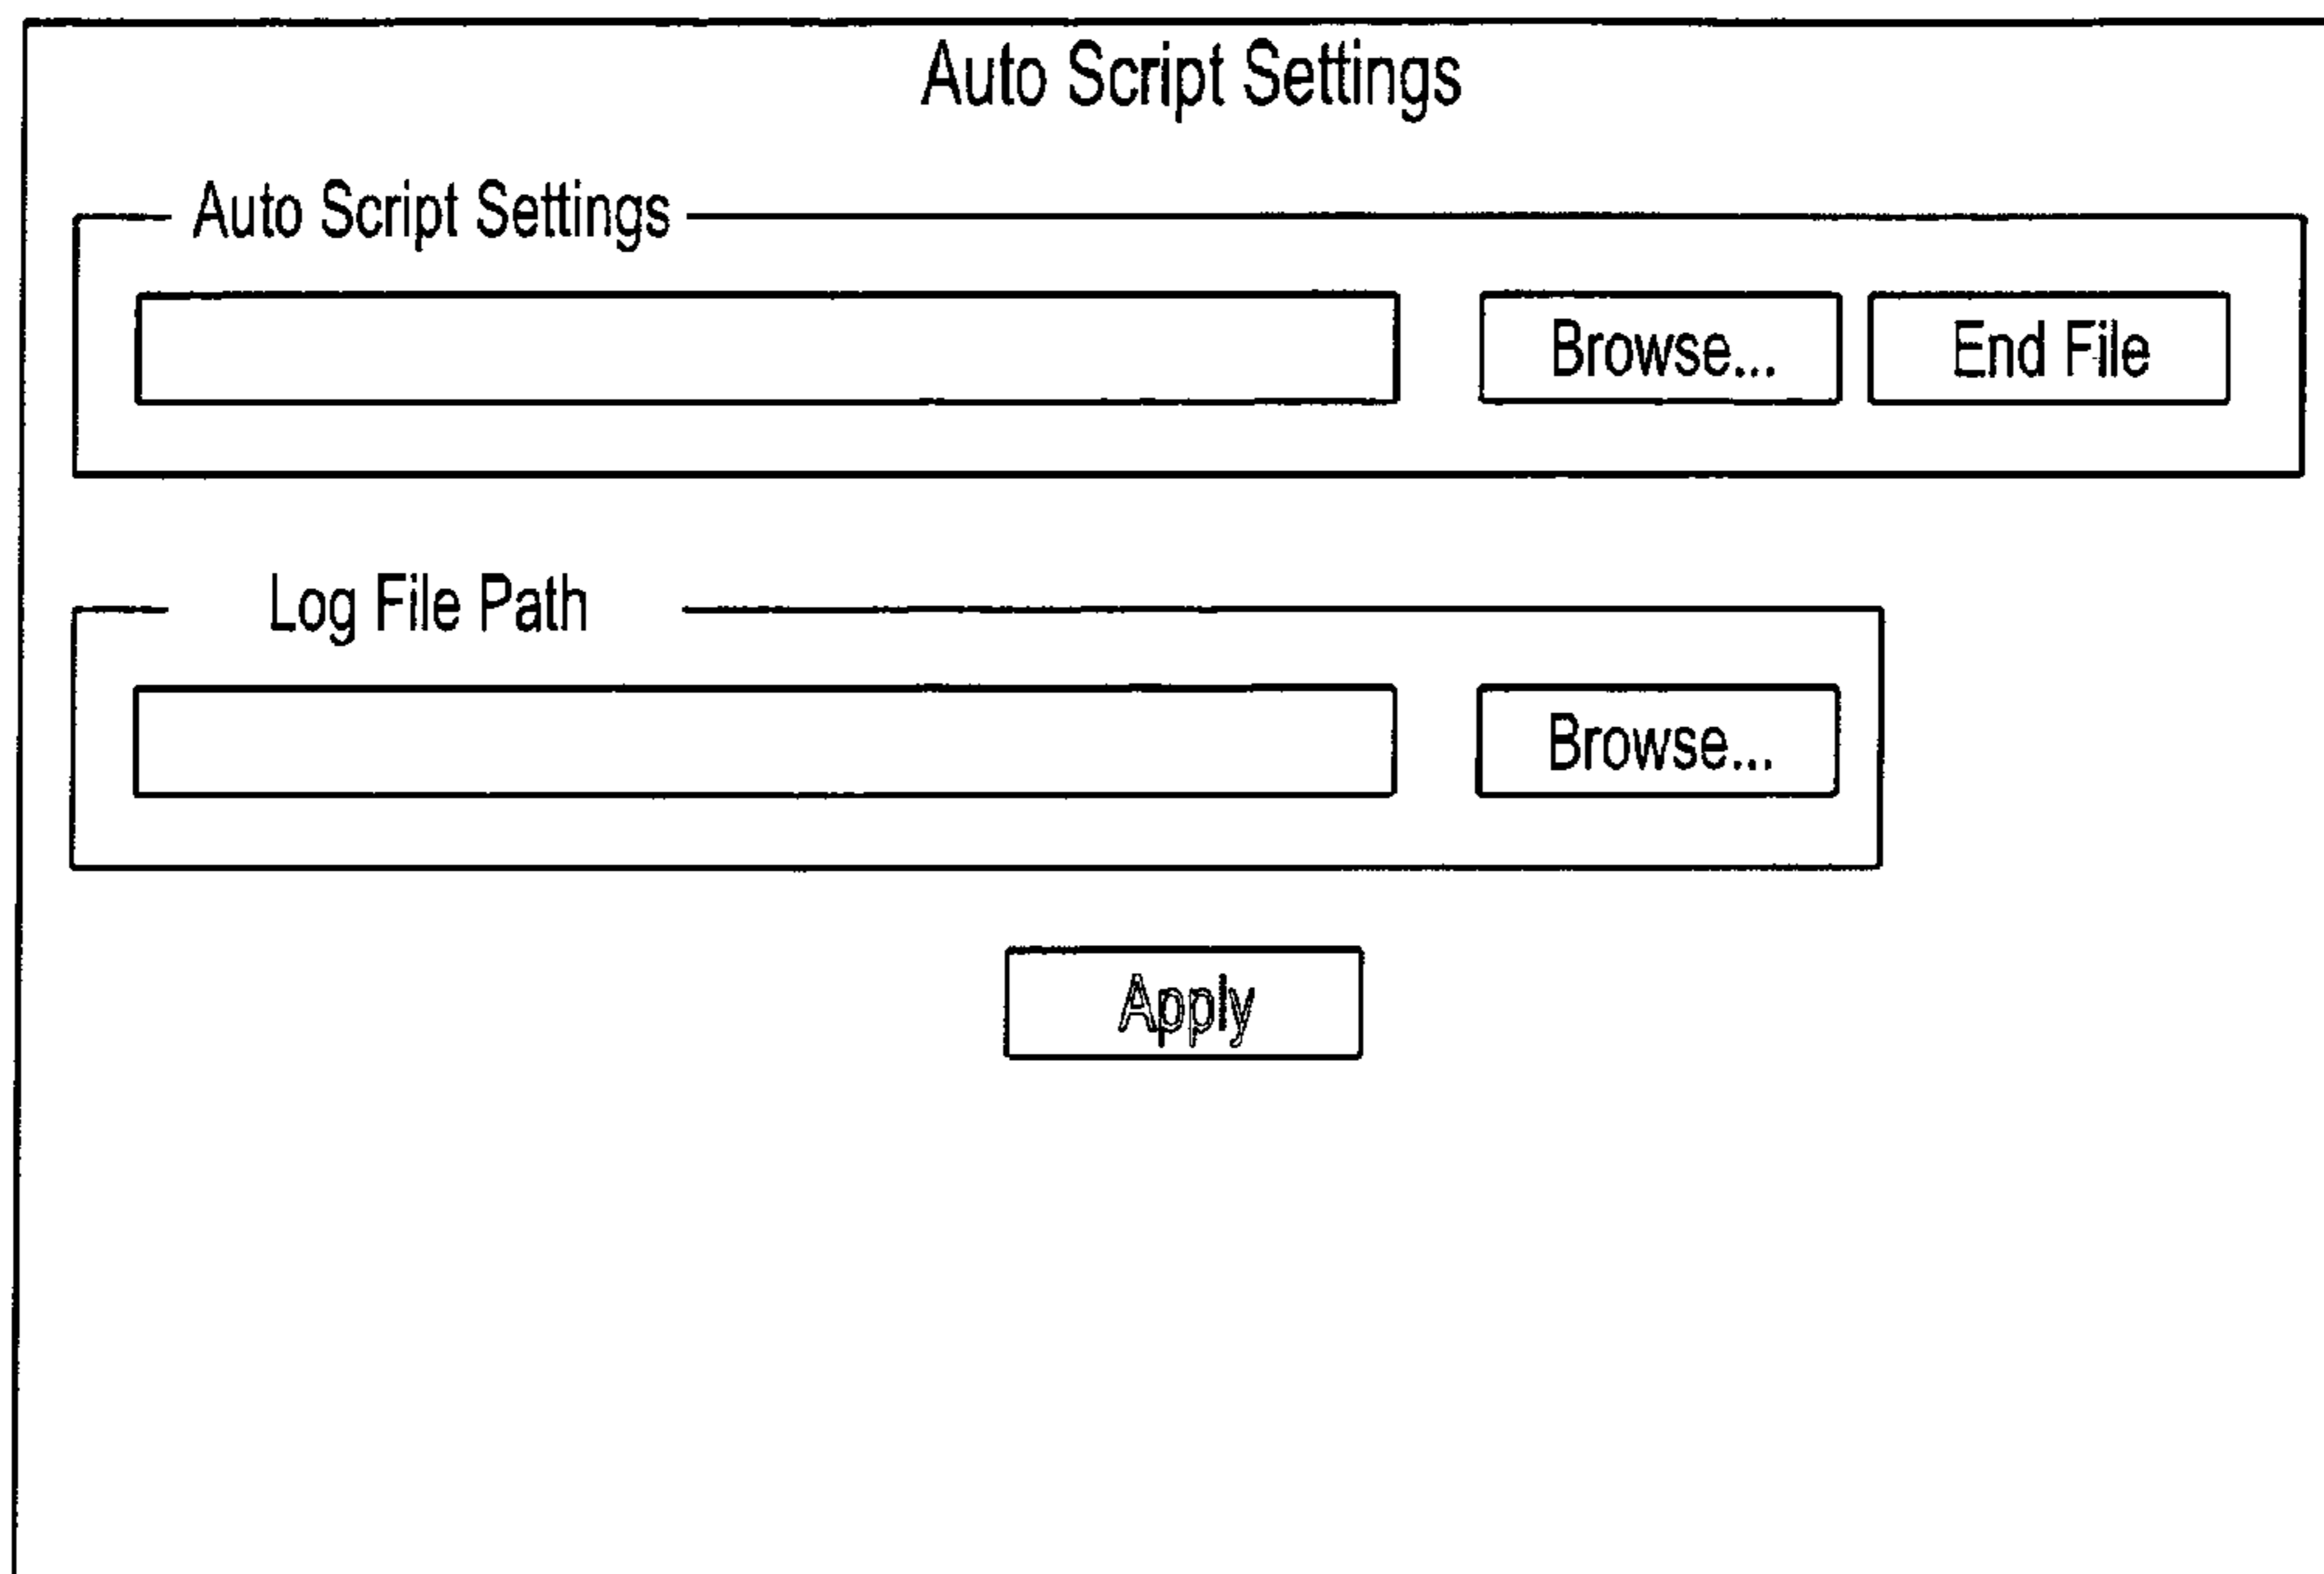 Auto Script Settings
Auto Script Settings
Browse...
End File
Log File Path
Browse...
Apply